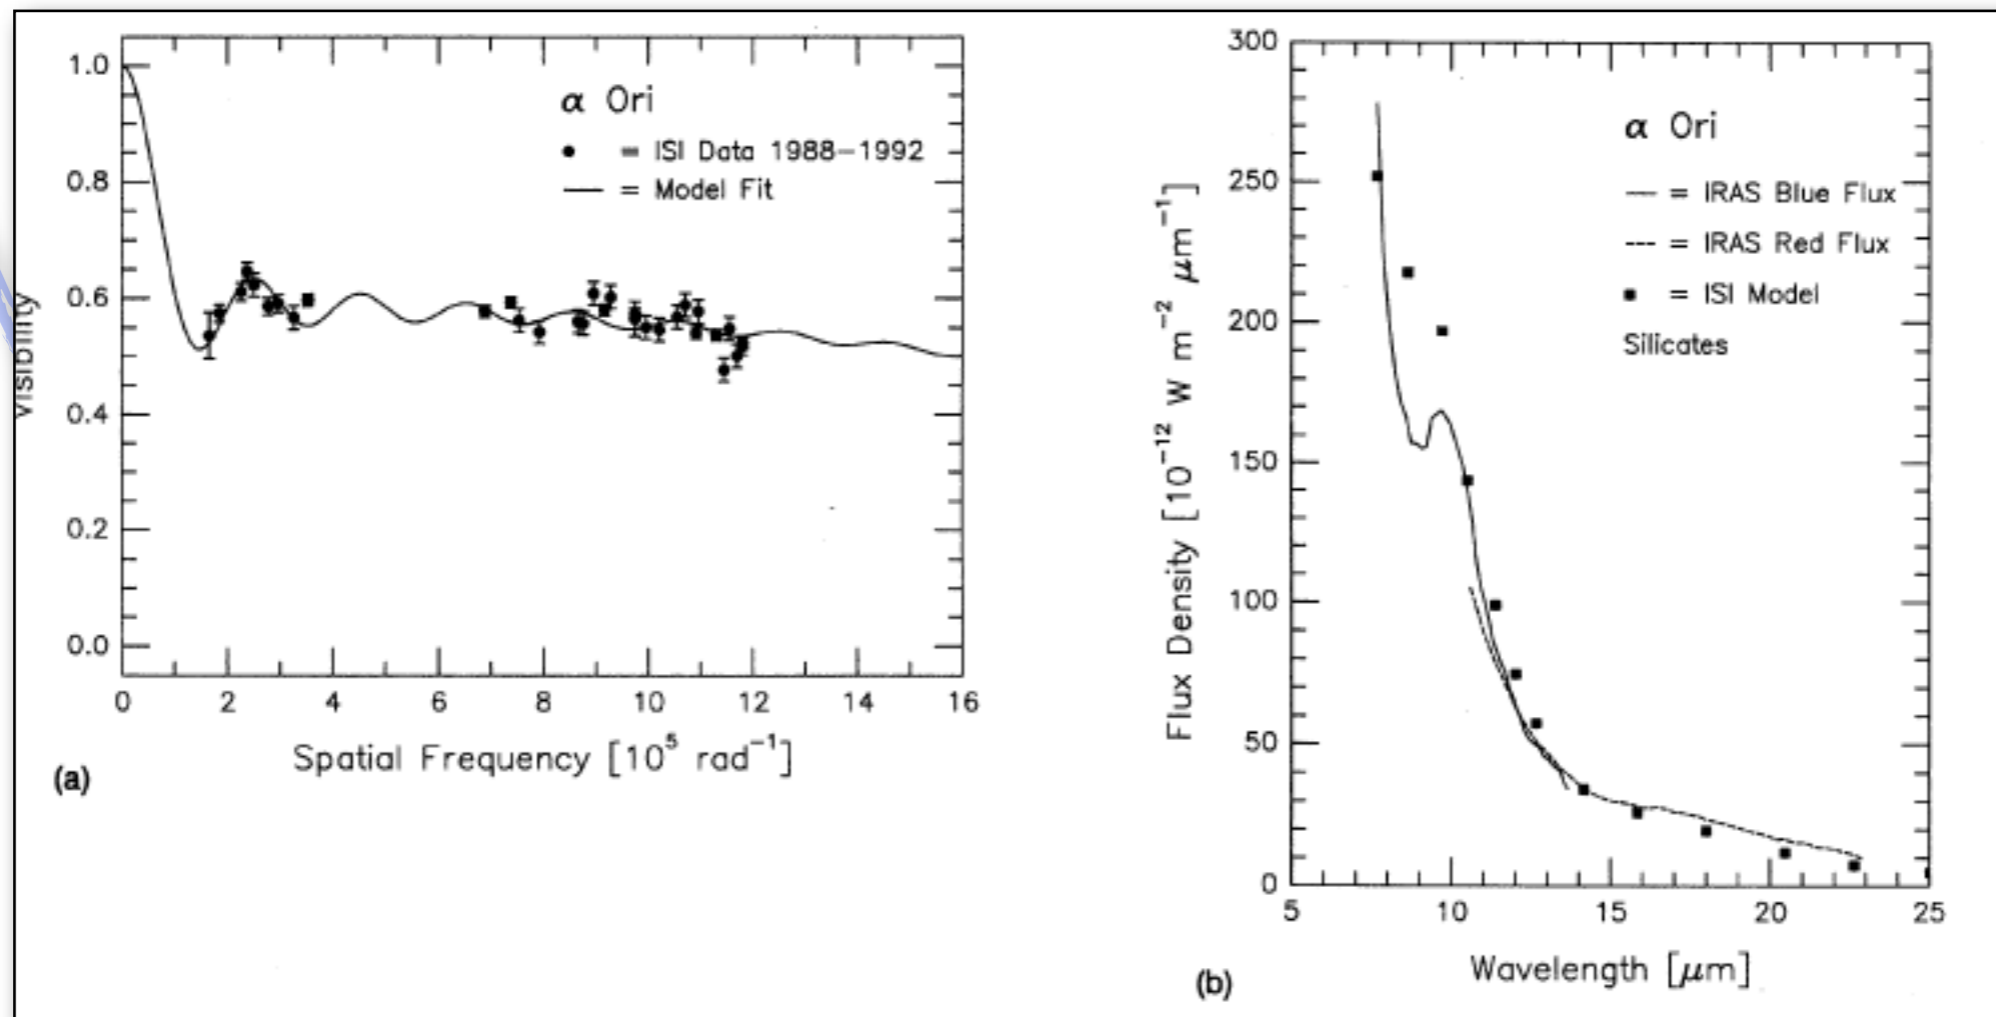 α Ori
= ISI Data 1988–1992
= Model Fit
visibility
1.0
0.8
0.6
0.4
0.2
0.0
0 2 4 6 8 10 12 14 16
Spatial Frequency [10⁵ rad⁻¹]
(a)
α Ori
= IRAS Blue Flux
= IRAS Red Flux
= ISI Model
Silicates
Flux Density [10⁻¹² W m⁻² μm⁻¹]
300
250
200
150
100
50
0
5 10 15 20 25
Wavelength [μm]
(b)